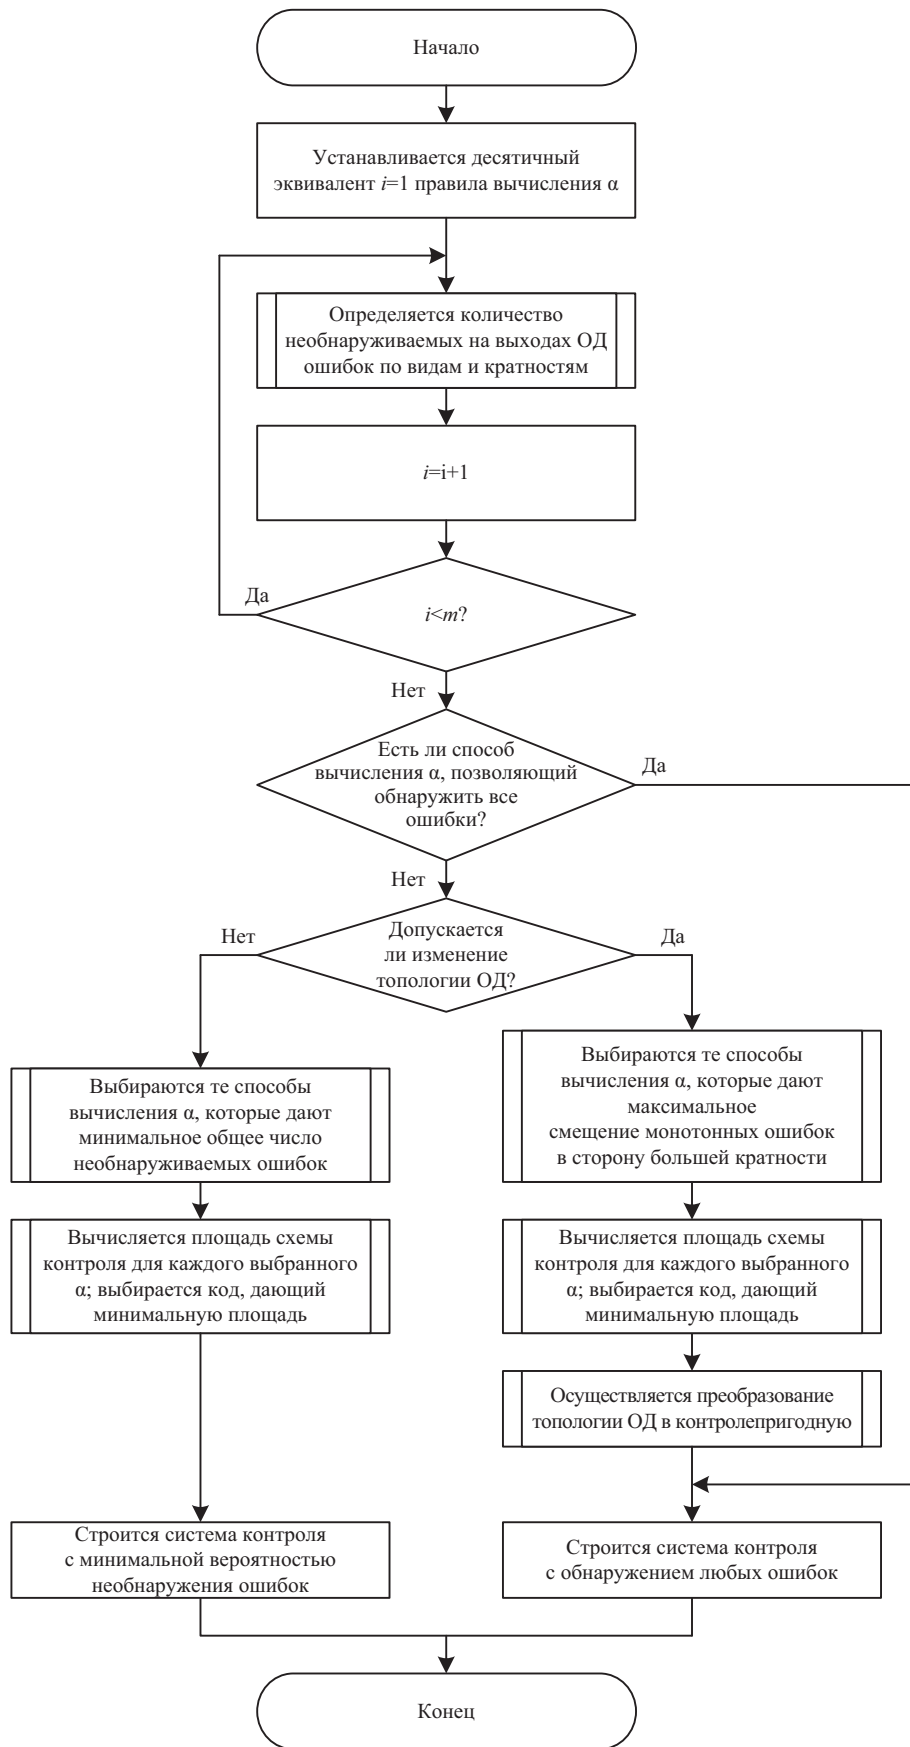 Начало
Устанавливается десятичный
эквивалент i=1 правила вычисления α
Определяется количество
необнаруживаемых на выходах ОД
ошибок по видам и кратностям
i=i+1
Да
i<m?
Нет
Есть ли способ
вычисления α, позволяющий
обнаружить все
ошибки?
Да
Нет
Допускается
ли изменение
топологии ОД?
Нет
Да
Выбираются те способы
вычисления α, которые дают
минимальное общее число
необнаруживаемых ошибок
Выбираются те способы
вычисления α, которые дают
максимальное
смещение монотонных ошибок
в сторону большей кратности
Вычисляется площадь схемы
контроля для каждого выбранного
α; выбирается код, дающий
минимальную площадь
Вычисляется площадь схемы
контроля для каждого выбранного
α; выбирается код, дающий
минимальную площадь
Осуществляется преобразование
топологии ОД в контролепригодную
Строится система контроля
с минимальной вероятностью
необнаружения ошибок
Строится система контроля
с обнаружением любых ошибок
Конец